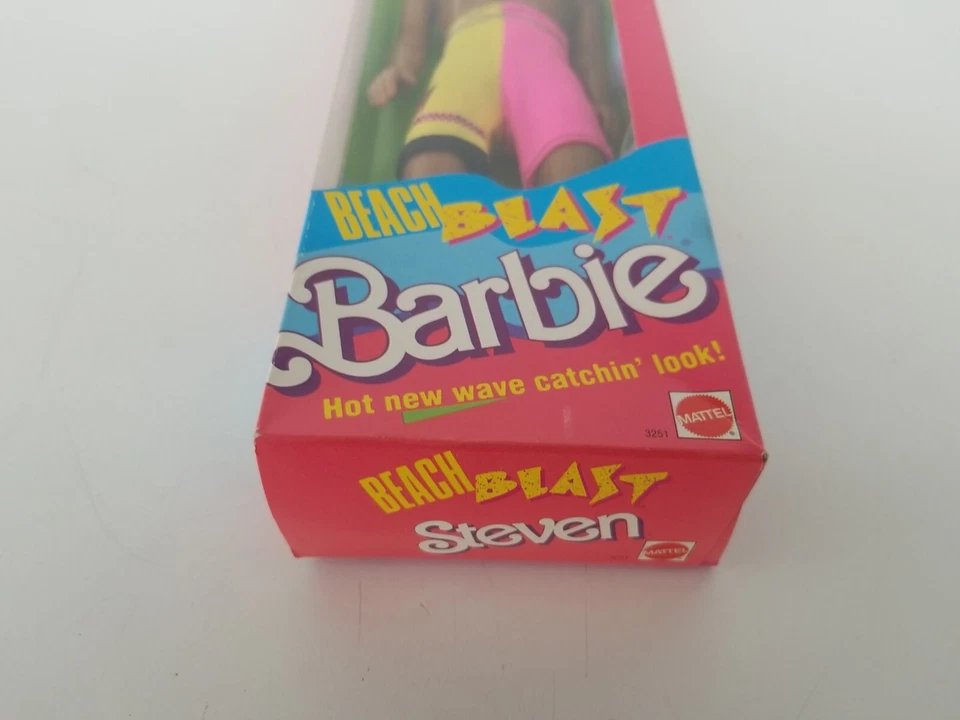 BEACH BLAST
Barbie
Hot new wave catchin' look!
3251 MATTEL
BEACH BLAST
Steven
MATTEL